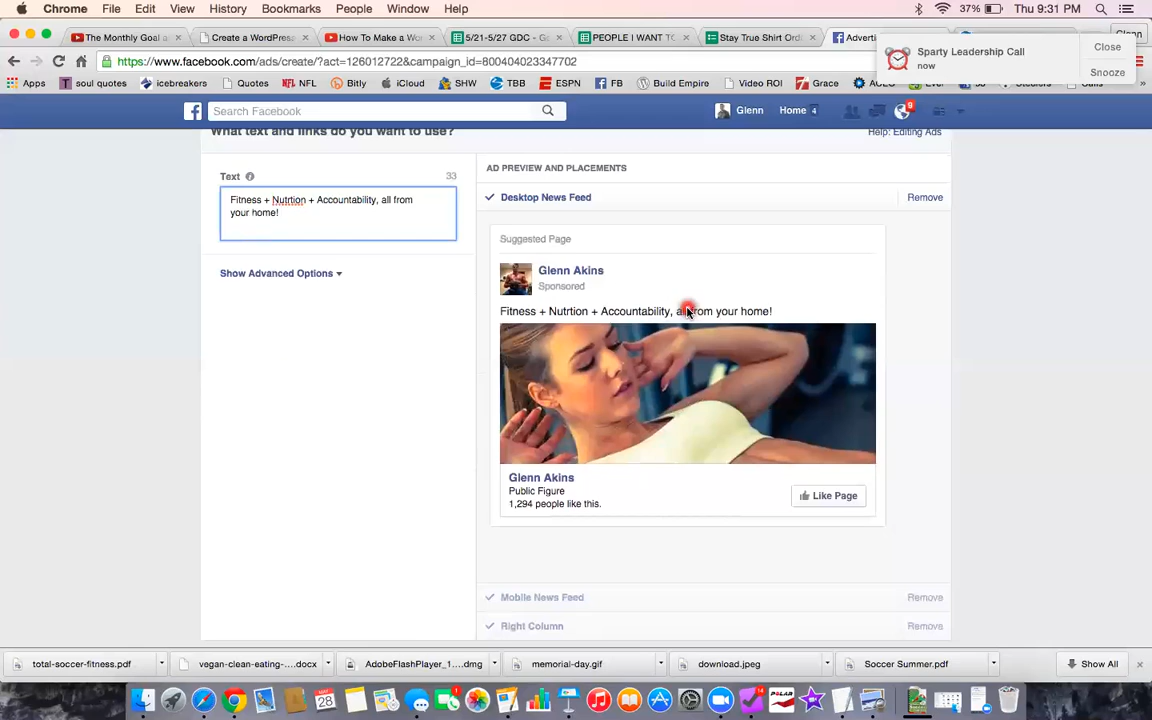 Chrome File Edit View History Bookmarks People Window Help 37% Thu 9:31 PM
The Monthly Goal a
Create a WordPress
How To Make a Wor
5/21-5/27 GDC - G
PEOPLE I WANT T
Stay True Shirt Ord
Adverti
Glenn
https://www.facebook.com/ads/create/?act=126012722&campaign_id=800404023347702
Sparty Leadership Call
now
Close
Snooze
Apps soul quotes icebreakers Quotes NFL Bitly iCloud SHW TBB ESPN FB Build Empire Video ROI Grace
Search Facebook
Glenn Home 4
9
What text and links do you want to use?
Help: Editing Ads
Text 33
Fitness + Nutrtion + Accountability, all from
your home!
Show Advanced Options
AD PREVIEW AND PLACEMENTS
Desktop News Feed Remove
Suggested Page
Glenn Akins
Sponsored
Fitness + Nutrtion + Accountability, all from your home!
Glenn Akins
Public Figure
1,294 people like this.
Like Page
Mobile News Feed Remove
Right Column Remove
total-soccer-fitness.pdf vegan-clean-eating-....docx AdobeFlashPlayer_1....dmg memorial-day.gif download.jpeg Soccer Summer.pdf Show All
28
14
POLAR